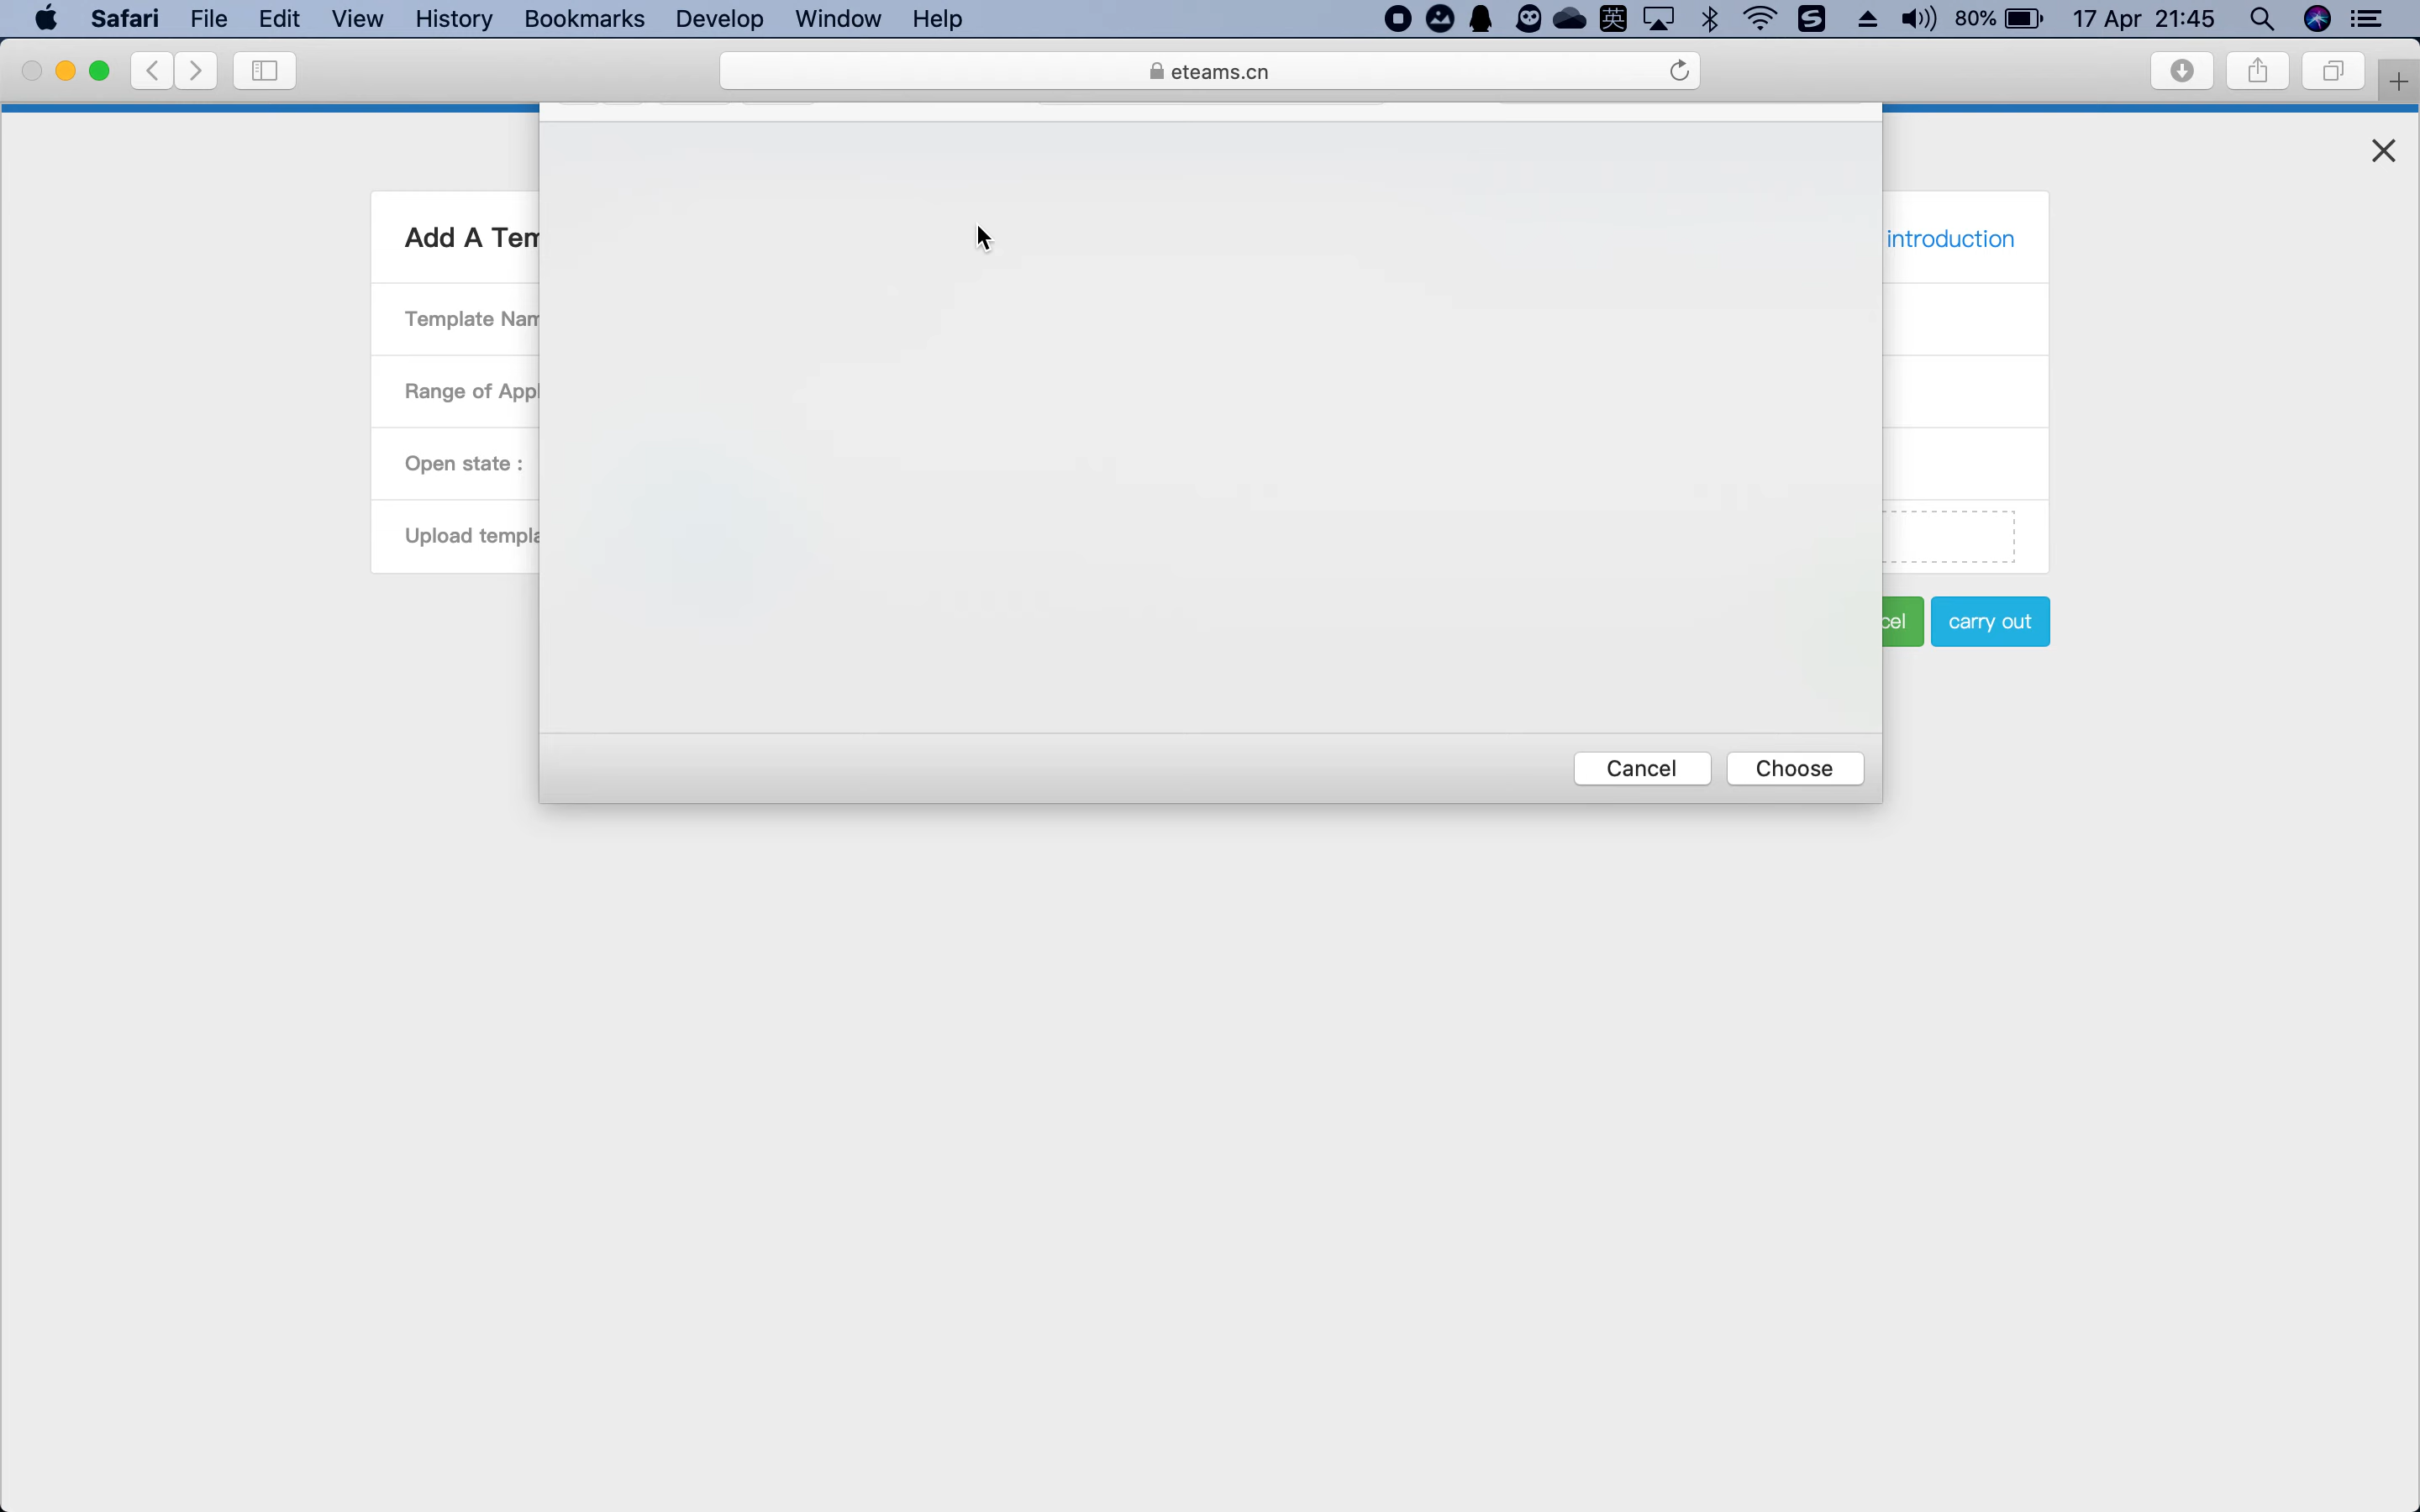 Safari File Edit View History Bookmarks Develop Window Help 英 S 80% 17 Apr 21:45
eteams.cn
Add A Tem
introduction
Template Nam
Range of Appl
Open state :
Upload templa
cel carry out
Cancel Choose